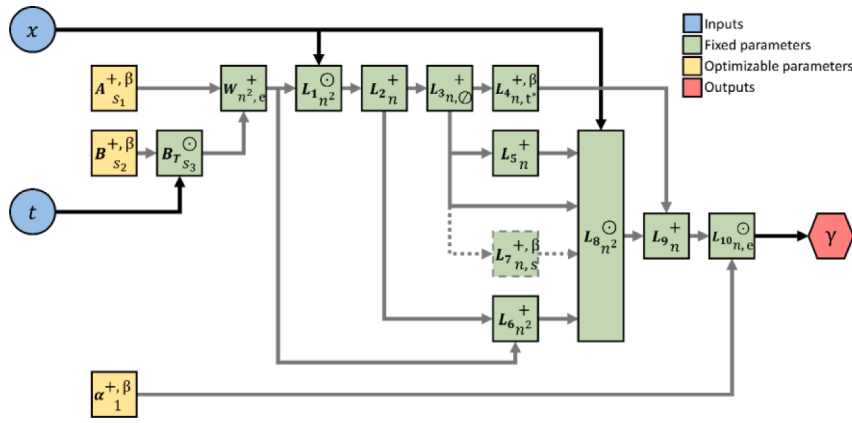 x
Inputs
Fixed parameters
Optimizable parameters
Outputs
A +, β s₁
W + n², e
L₁ ⊙ n²
L₂ + n
L₃ + n, ⊘
L₄ +, β n, t*
B +, β s₂
B_T ⊙ s₃
L₅ + n
t
L₇ +, β n, s
L₈ ⊙ n²
L₉ + n
L₁₀ ⊙ n, e
γ
L₆ + n²
α +, β 1